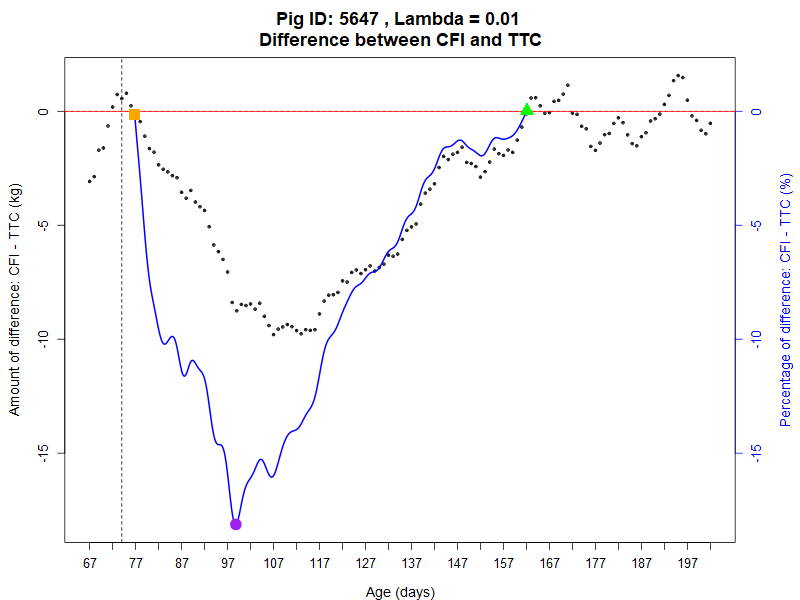 Pig ID: 5647 , Lambda = 0.01
Difference between CFI and TTC
Amount of difference: CFI - TTC (kg)
0
-5
-10
-15
0
-5
-10
-15
Percentage of difference: CFI - TTC (%)
67 77 87 97 107 117 127 137 147 157 167 177 187 197
Age (days)